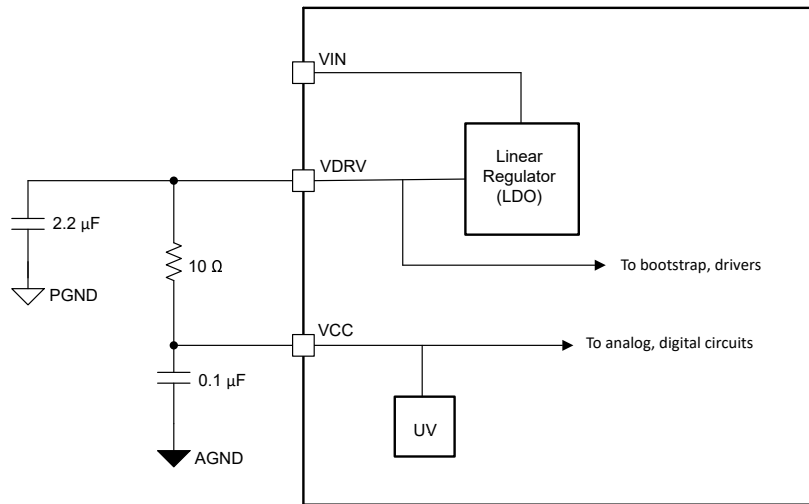 VIN
Linear
Regulator
(LDO)
VDRV
2.2 µF
10 Ω
To bootstrap, drivers
PGND
VCC
To analog, digital circuits
0.1 µF
UV
AGND